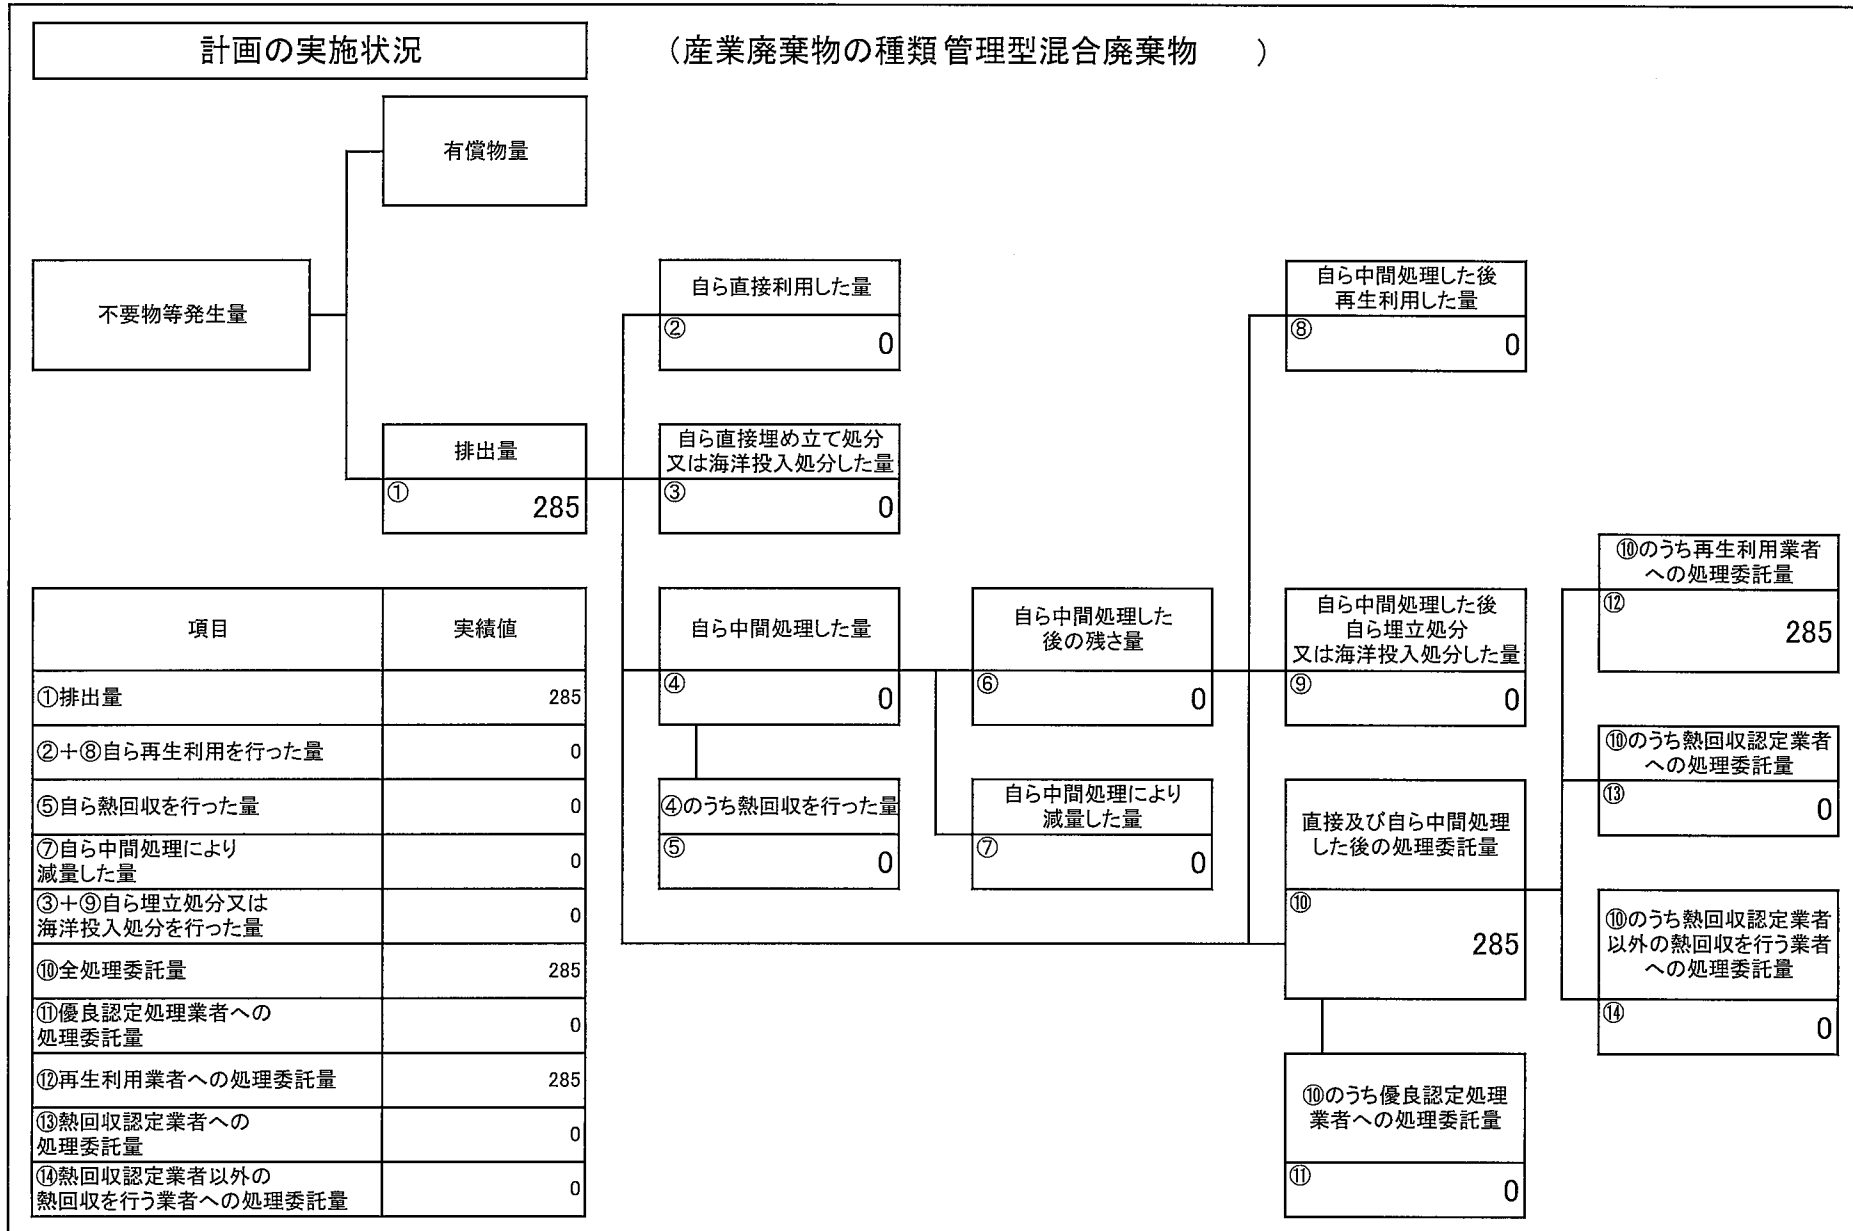 計画の実施状況
（産業廃棄物の種類 管理型混合廃棄物　　）
有償物量
不要物等発生量
自ら直接利用した量
②
0
自ら中間処理した後
再生利用した量
⑧
0
排出量
①
285
自ら直接埋め立て処分
又は海洋投入処分した量
③
0
⑩のうち再生利用業者
への処理委託量
⑫
285
自ら中間処理した量
④
0
自ら中間処理した
後の残さ量
⑥
0
自ら中間処理した後
自ら埋立処分
又は海洋投入処分した量
⑨
0
⑩のうち熱回収認定業者
への処理委託量
⑬
0
④のうち熱回収を行った量
⑤
0
自ら中間処理により
減量した量
⑦
0
直接及び自ら中間処理
した後の処理委託量
⑩
285
⑩のうち熱回収認定業者
以外の熱回収を行う業者
への処理委託量
⑭
0
⑩のうち優良認定処理
業者への処理委託量
⑪
0
項目 実績値
①排出量 285
②＋⑧自ら再生利用を行った量 0
⑤自ら熱回収を行った量 0
⑦自ら中間処理により
減量した量 0
③＋⑨自ら埋立処分又は
海洋投入処分を行った量 0
⑩全処理委託量 285
⑪優良認定処理業者への
処理委託量 0
⑫再生利用業者への処理委託量 285
⑬熱回収認定業者への
処理委託量 0
⑭熱回収認定業者以外の
熱回収を行う業者への処理委託量 0